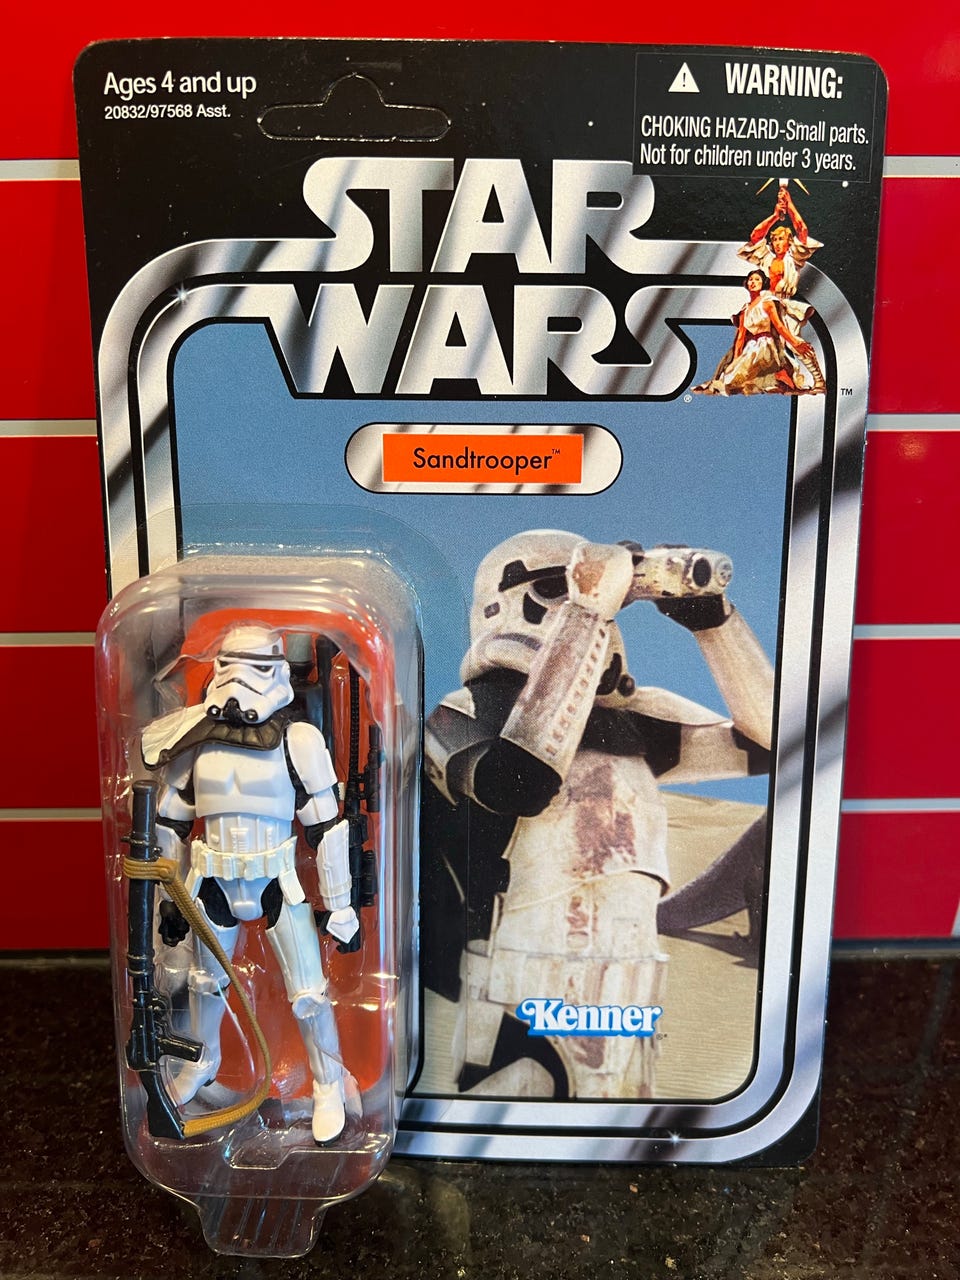 Ages 4 and up
20832/97568 Asst.
⚠ WARNING:
CHOKING HAZARD-Small parts.
Not for children under 3 years.
STAR
WARS®
™
Sandtrooper™
Kenner®